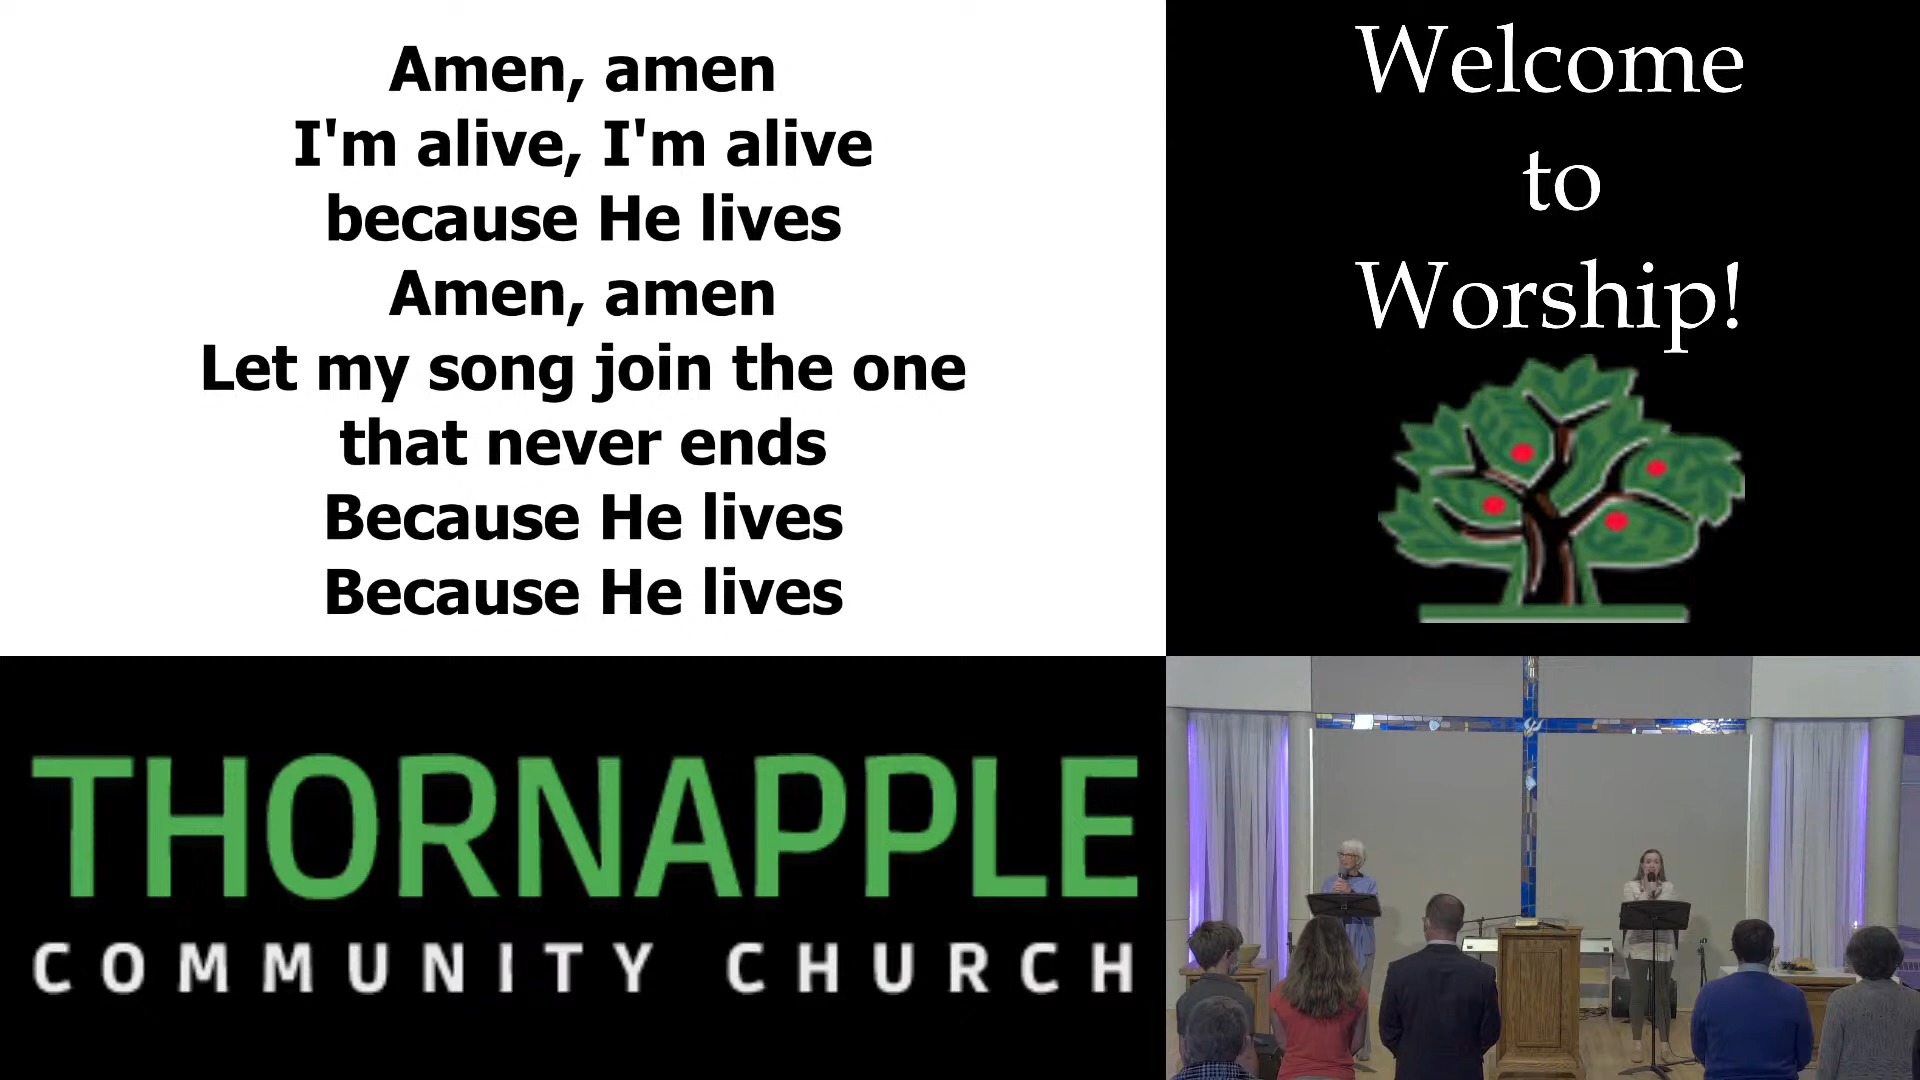 Amen, amen
I'm alive, I'm alive
because He lives
Amen, amen
Let my song join the one
that never ends
Because He lives
Because He lives
Welcome
to
Worship!
THORNAPPLE
COMMUNITY CHURCH